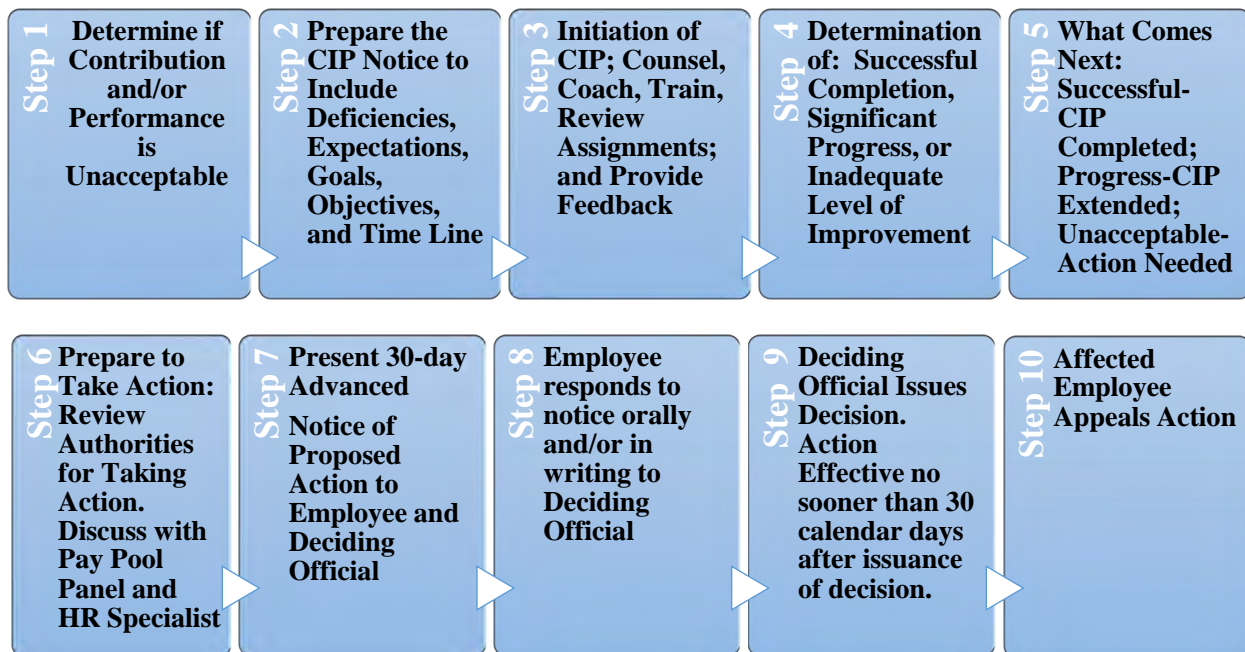 Step 1
Determine if
Contribution
and/or
Performance
is
Unacceptable
Step 2
Prepare the
CIP Notice to
Include
Deficiencies,
Expectations,
Goals,
Objectives,
and Time Line
Step 3
Initiation of
CIP; Counsel,
Coach, Train,
Review
Assignments;
and Provide
Feedback
Step 4
Determination
of: Successful
Completion,
Significant
Progress, or
Inadequate
Level of
Improvement
Step 5
What Comes
Next:
Successful-
CIP
Completed;
Progress-CIP
Extended;
Unacceptable-
Action Needed
Step 6
Prepare to
Take Action:
Review
Authorities
for Taking
Action.
Discuss with
Pay Pool
Panel and
HR Specialist
Step 7
Present 30-day
Advanced
Notice of
Proposed
Action to
Employee and
Deciding
Official
Step 8
Employee
responds to
notice orally
and/or in
writing to
Deciding
Official
Step 9
Deciding
Official Issues
Decision.
Action
Effective no
sooner than 30
calendar days
after issuance
of decision.
Step 10
Affected
Employee
Appeals Action